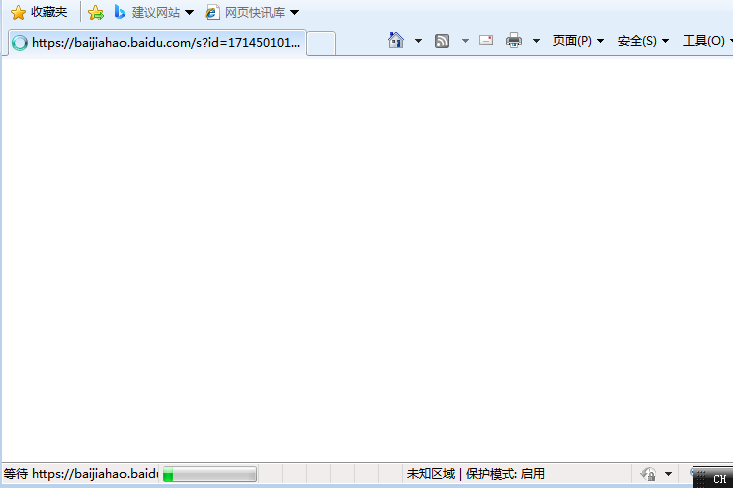 收藏夹 建议网站 网页快讯库
https://baijiahao.baidu.com/s?id=171450101... 页面(P) 安全(S) 工具(O)
等待 https://baijiahao.baidu 未知区域 | 保护模式: 启用 CH